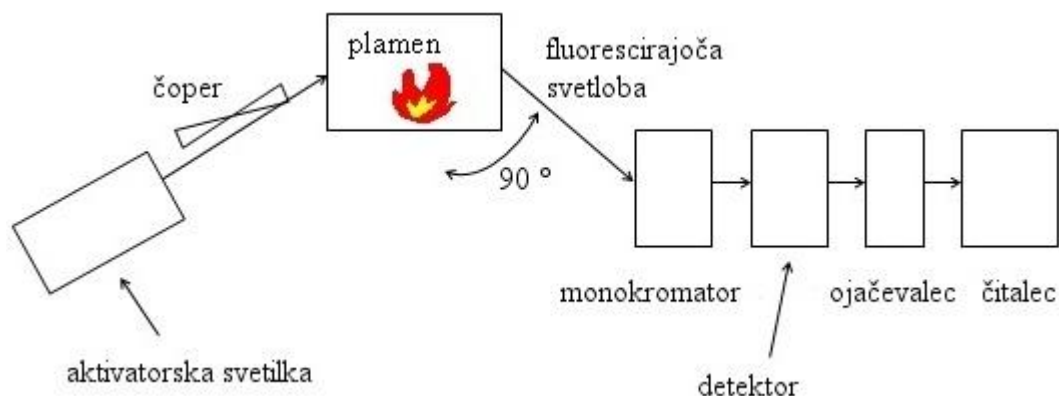 plamen
fluorescirajoča
svetloba
čoper
90 °
monokromator
ojačevalec
čitalec
aktivatorska svetilka
detektor